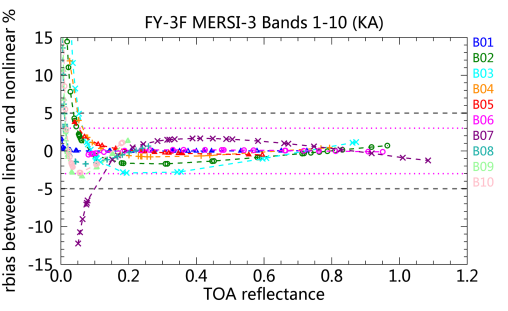 FY-3F MERSI-3 Bands 1-10 (KA)
rbias between linear and nonlinear %
15
10
5
0
-5
-10
-15
0.0 0.2 0.4 0.6 0.8 1.0 1.2
TOA reflectance
B01
B02
B03
B04
B05
B06
B07
B08
B09
B10